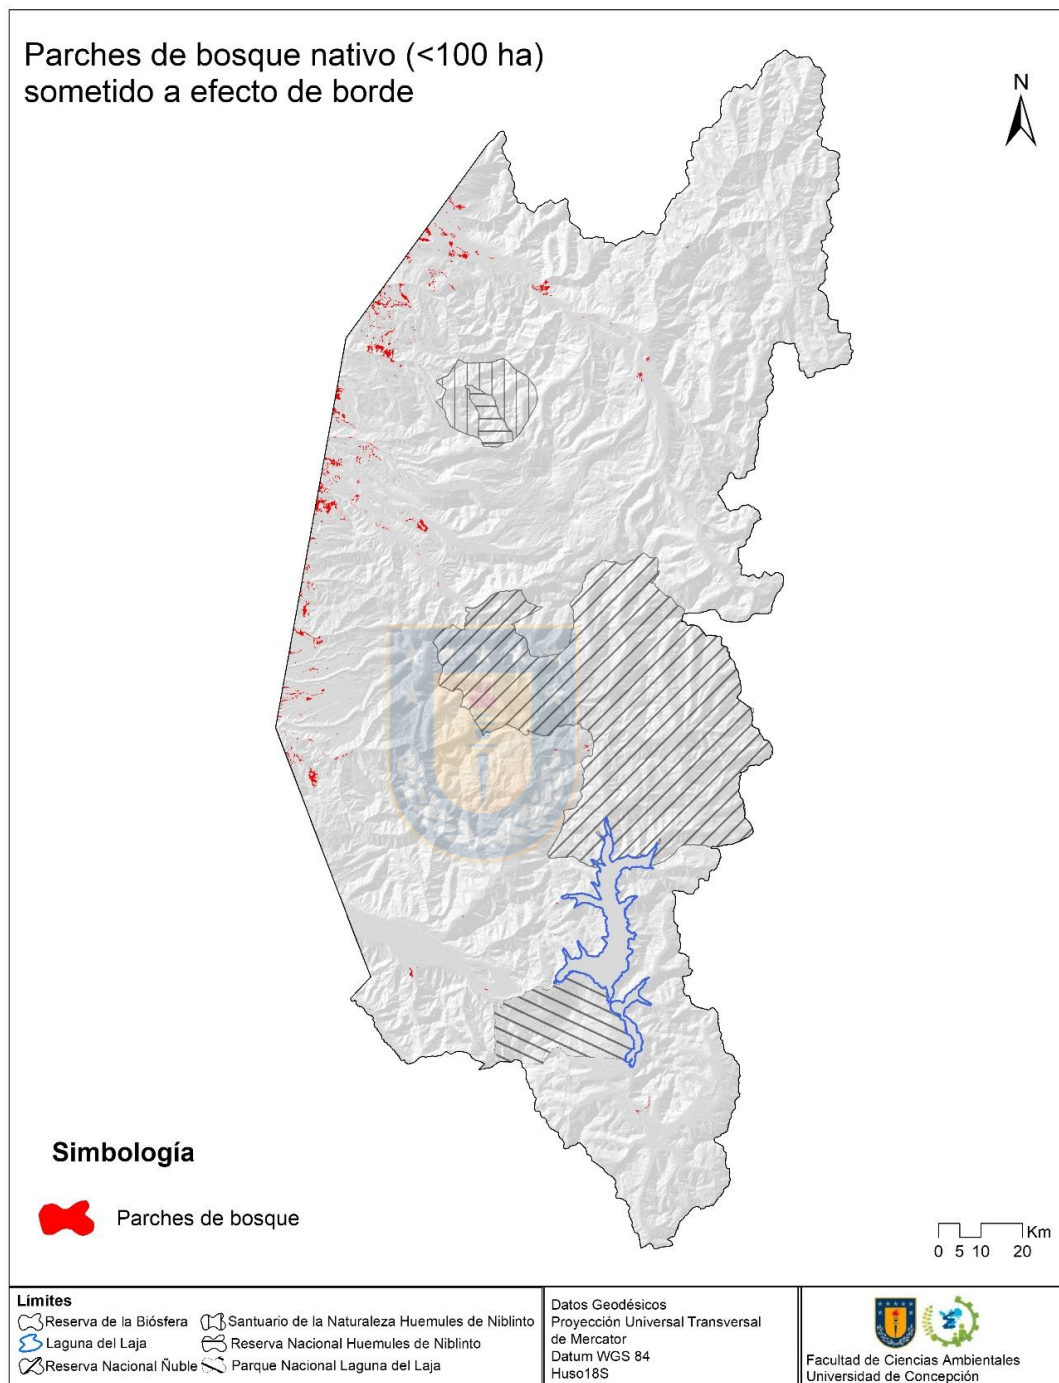 Parches de bosque nativo (<100 ha)
sometido a efecto de borde
N
Simbología
Parches de bosque
Km
0 5 10 20
Límites
Reserva de la Biósfera
Santuario de la Naturaleza Huemules de Niblinto
Laguna del Laja
Reserva Nacional Huemules de Niblinto
Reserva Nacional Ñuble
Parque Nacional Laguna del Laja
Datos Geodésicos
Proyección Universal Transversal
de Mercator
Datum WGS 84
Huso18S
Facultad de Ciencias Ambientales
Universidad de Concepción